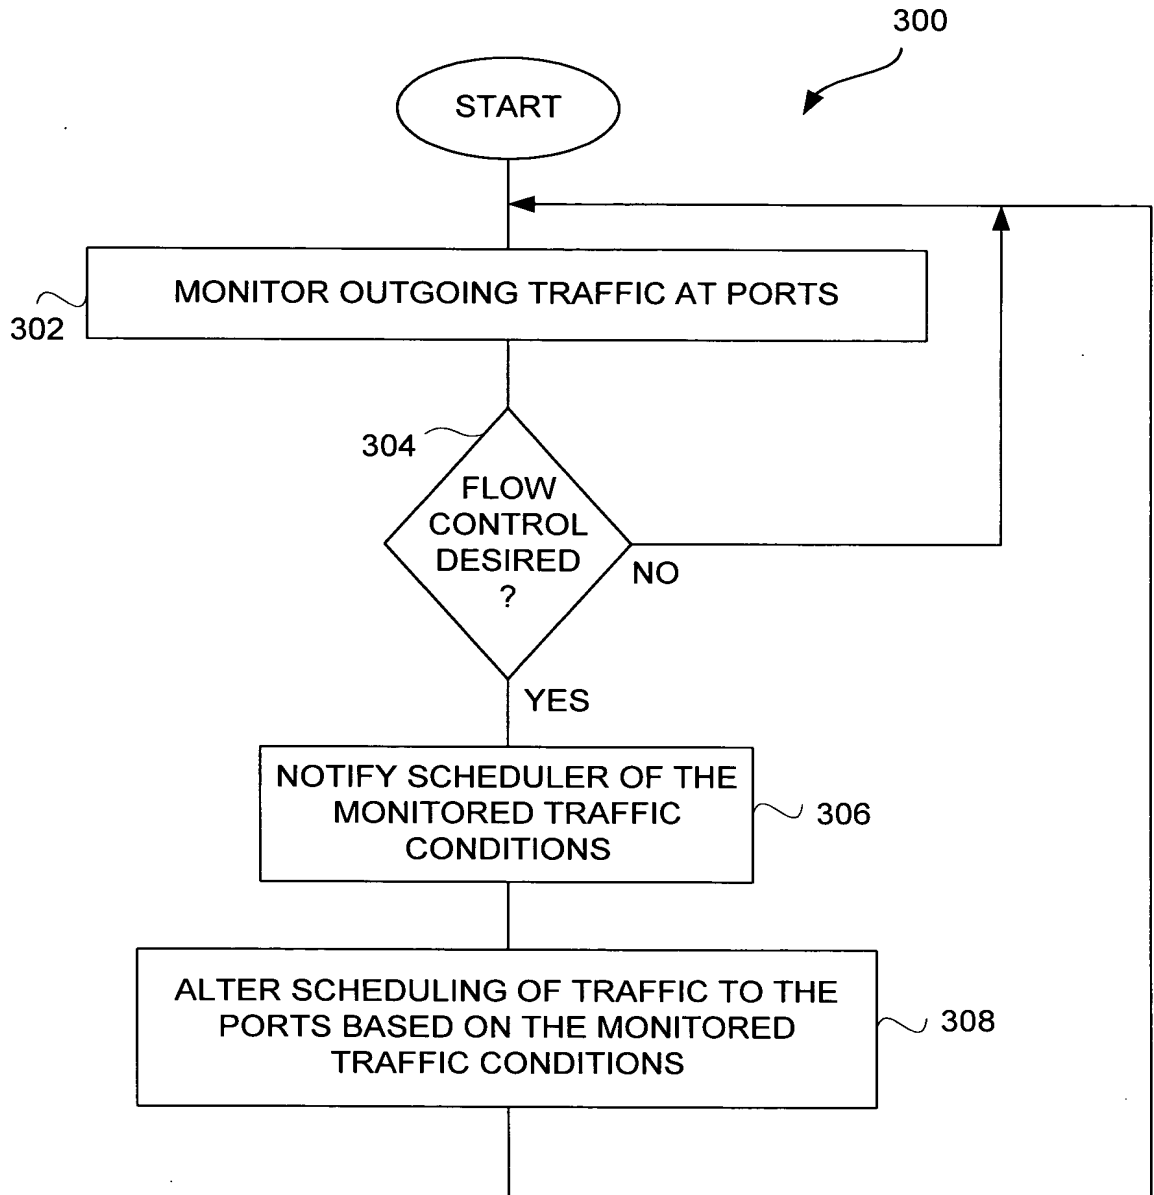 300
START
MONITOR OUTGOING TRAFFIC AT PORTS
302
304
FLOW
CONTROL
DESIRED
?
NO
YES
NOTIFY SCHEDULER OF THE
MONITORED TRAFFIC
CONDITIONS
306
ALTER SCHEDULING OF TRAFFIC TO THE
PORTS BASED ON THE MONITORED
TRAFFIC CONDITIONS
308